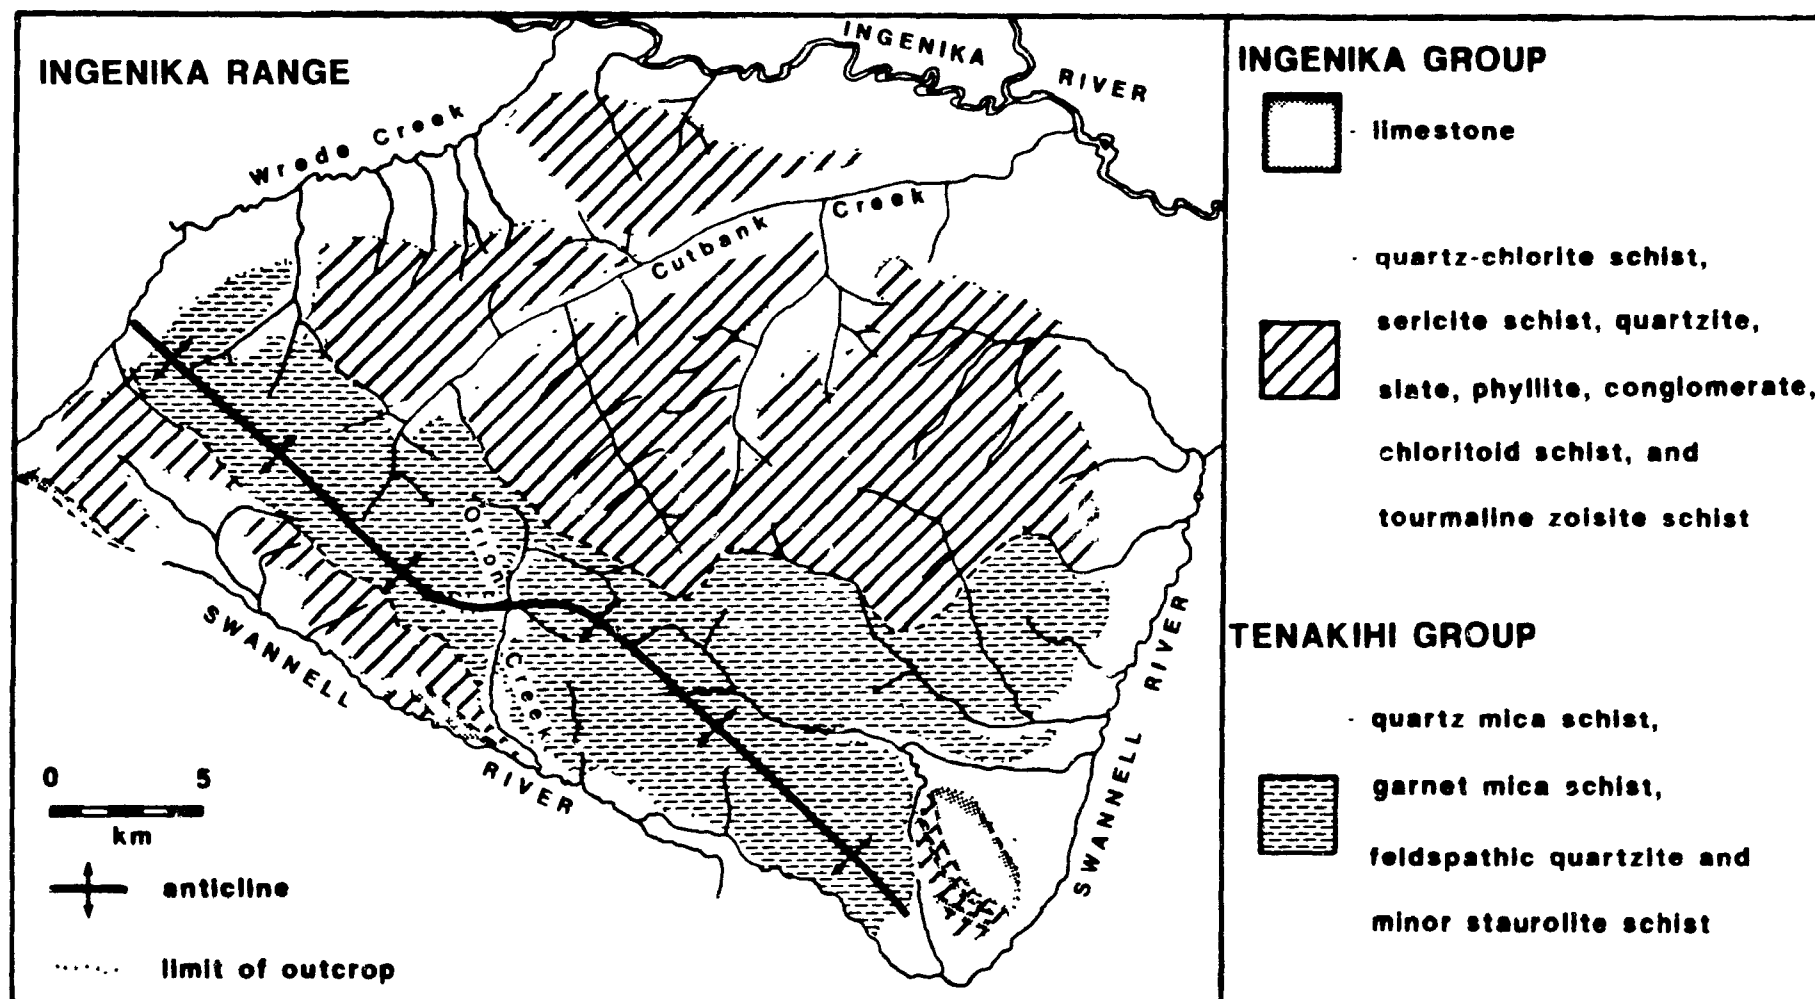 INGENIKA RANGE
INGENIKA
RIVER
Wrede Creek
Cutbank Creek
Orion Creek
SWANNELL
RIVER
SWANNELL RIVER
0 5
km
anticline
limit of outcrop
INGENIKA GROUP
limestone
quartz-chlorite schist,
sericite schist, quartzite,
slate, phyllite, conglomerate,
chloritoid schist, and
tourmaline zoisite schist
TENAKIHI GROUP
quartz mica schist,
garnet mica schist,
feldspathic quartzite and
minor staurolite schist